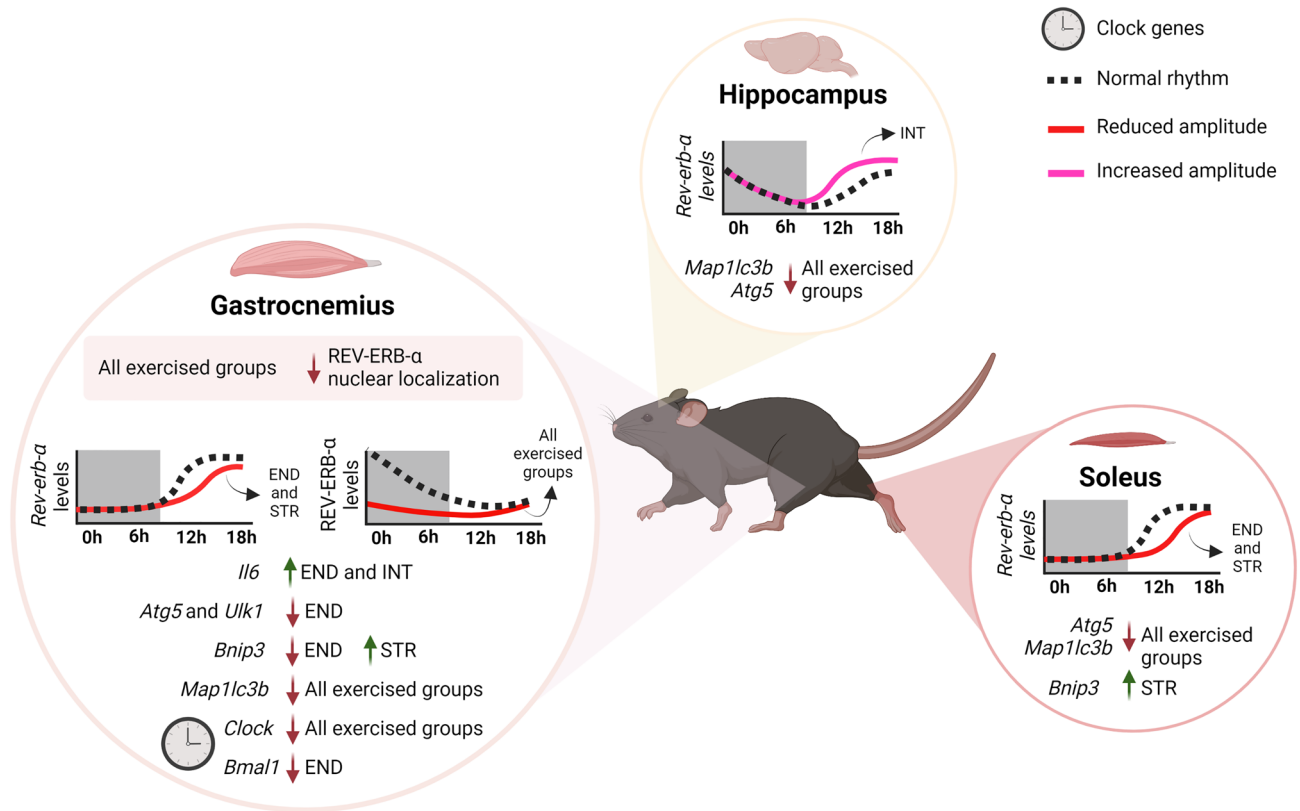 Clock genes
Normal rhythm
Reduced amplitude
Increased amplitude
Hippocampus
Rev-erb-α
levels
INT
0h 6h 12h 18h
Map1lc3b
Atg5
All exercised
groups
Gastrocnemius
All exercised groups
REV-ERB-α
nuclear localization
Rev-erb-α
levels
END
and
STR
0h 6h 12h 18h
REV-ERB-α
levels
All
exercised
groups
0h 6h 12h 18h
Il6 END and INT
Atg5 and Ulk1 END
Bnip3 END STR
Map1lc3b All exercised groups
Clock All exercised groups
Bmal1 END
Soleus
Rev-erb-α
levels
END
and
STR
0h 6h 12h 18h
Atg5
Map1lc3b
All exercised
groups
Bnip3 STR